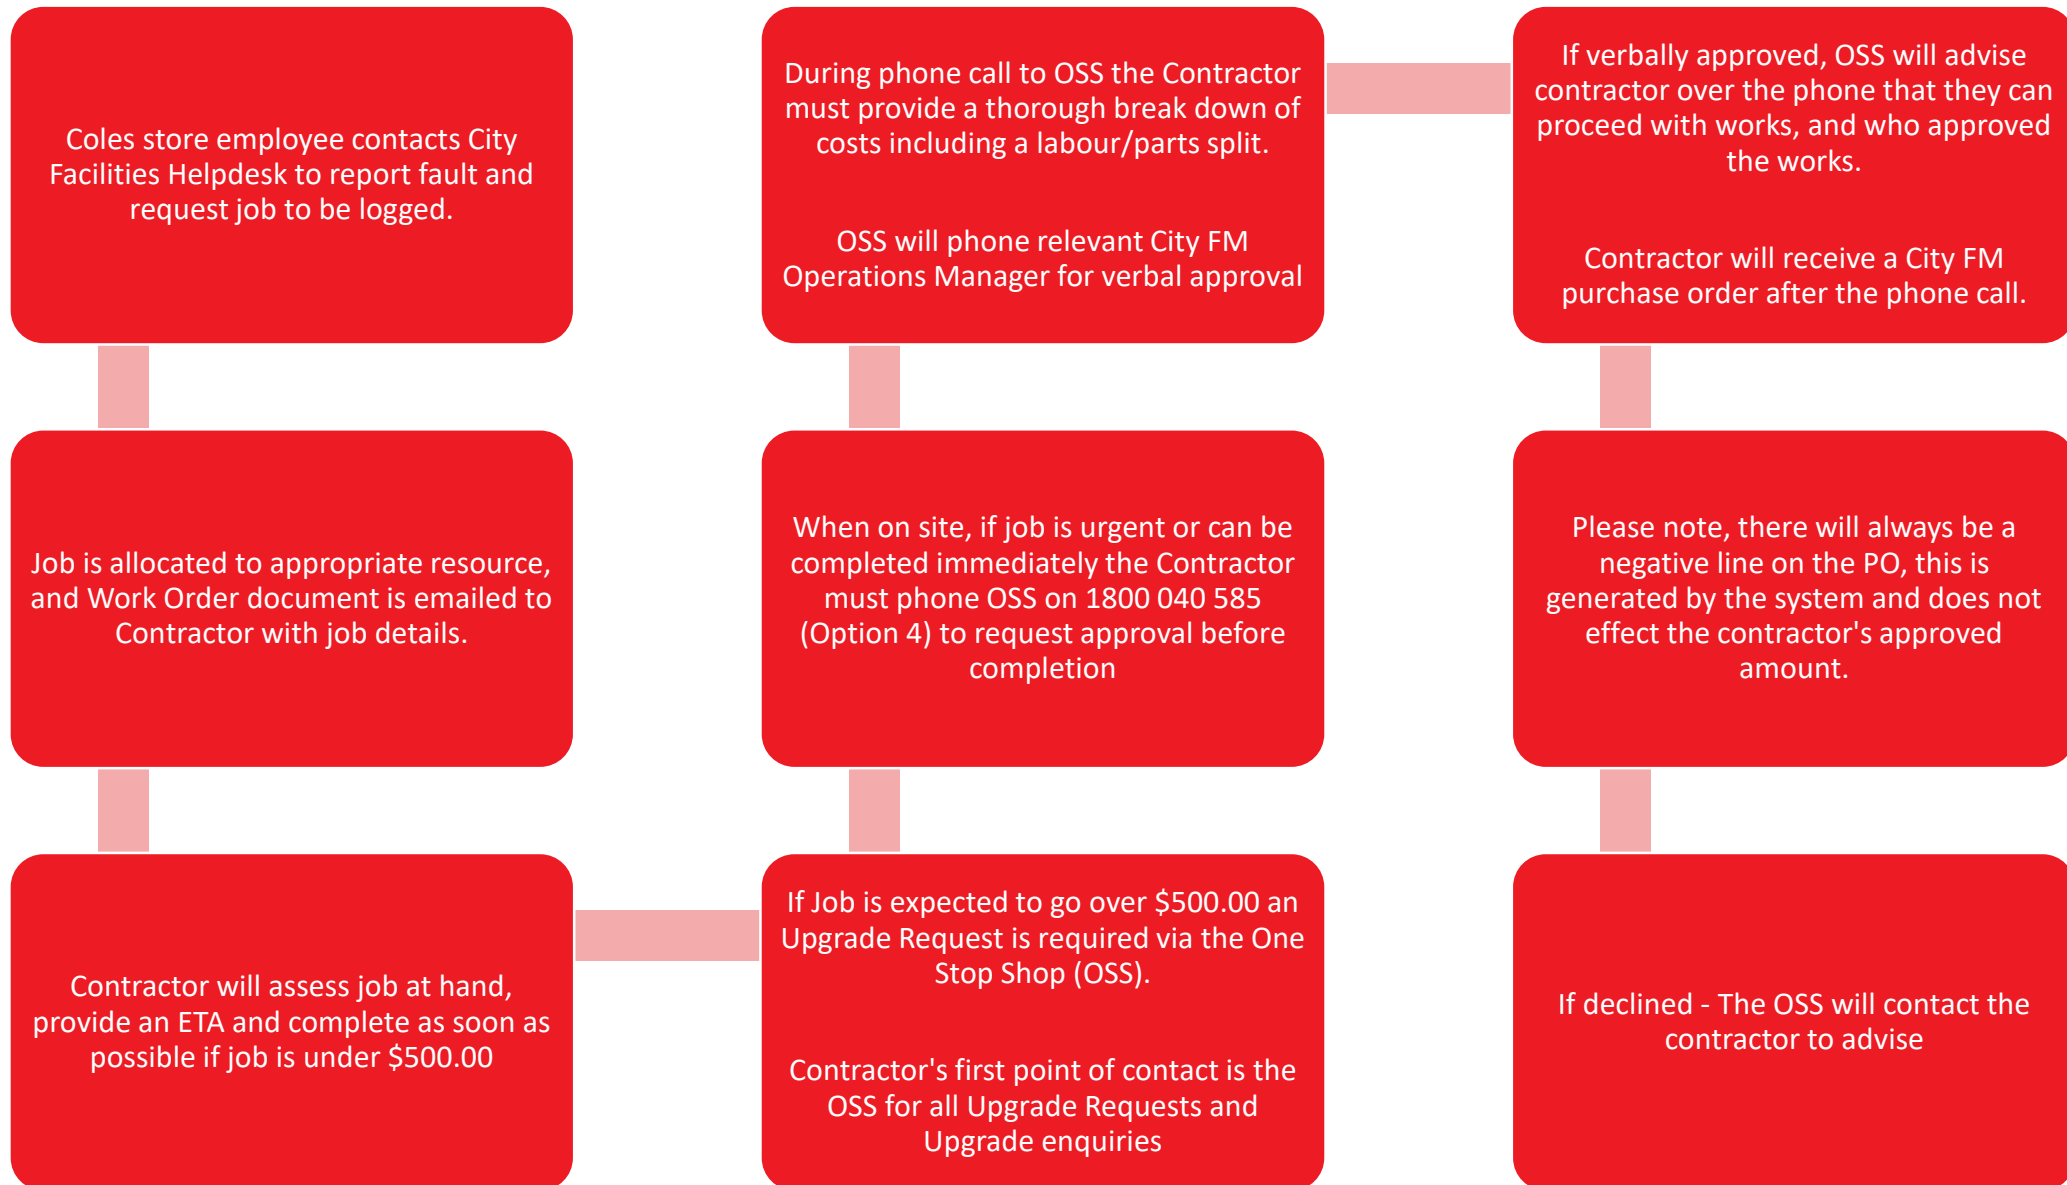 Coles store employee contacts City
Facilities Helpdesk to report fault and
request job to be logged.
Job is allocated to appropriate resource,
and Work Order document is emailed to
Contractor with job details.
Contractor will assess job at hand,
provide an ETA and complete as soon as
possible if job is under $500.00
If Job is expected to go over $500.00 an
Upgrade Request is required via the One
Stop Shop (OSS).
Contractor's first point of contact is the
OSS for all Upgrade Requests and
Upgrade enquiries
When on site, if job is urgent or can be
completed immediately the Contractor
must phone OSS on 1800 040 585
(Option 4) to request approval before
completion
During phone call to OSS the Contractor
must provide a thorough break down of
costs including a labour/parts split.
OSS will phone relevant City FM
Operations Manager for verbal approval
If verbally approved, OSS will advise
contractor over the phone that they can
proceed with works, and who approved
the works.
Contractor will receive a City FM
purchase order after the phone call.
Please note, there will always be a
negative line on the PO, this is
generated by the system and does not
effect the contractor's approved
amount.
If declined - The OSS will contact the
contractor to advise